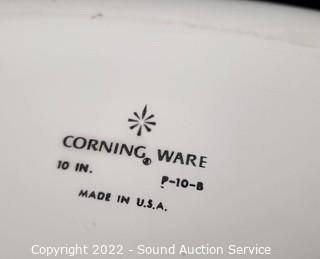 CORNING® WARE
10 IN. P-10-B
MADE IN U.S.A.
Copyright 2022 - Sound Auction Service